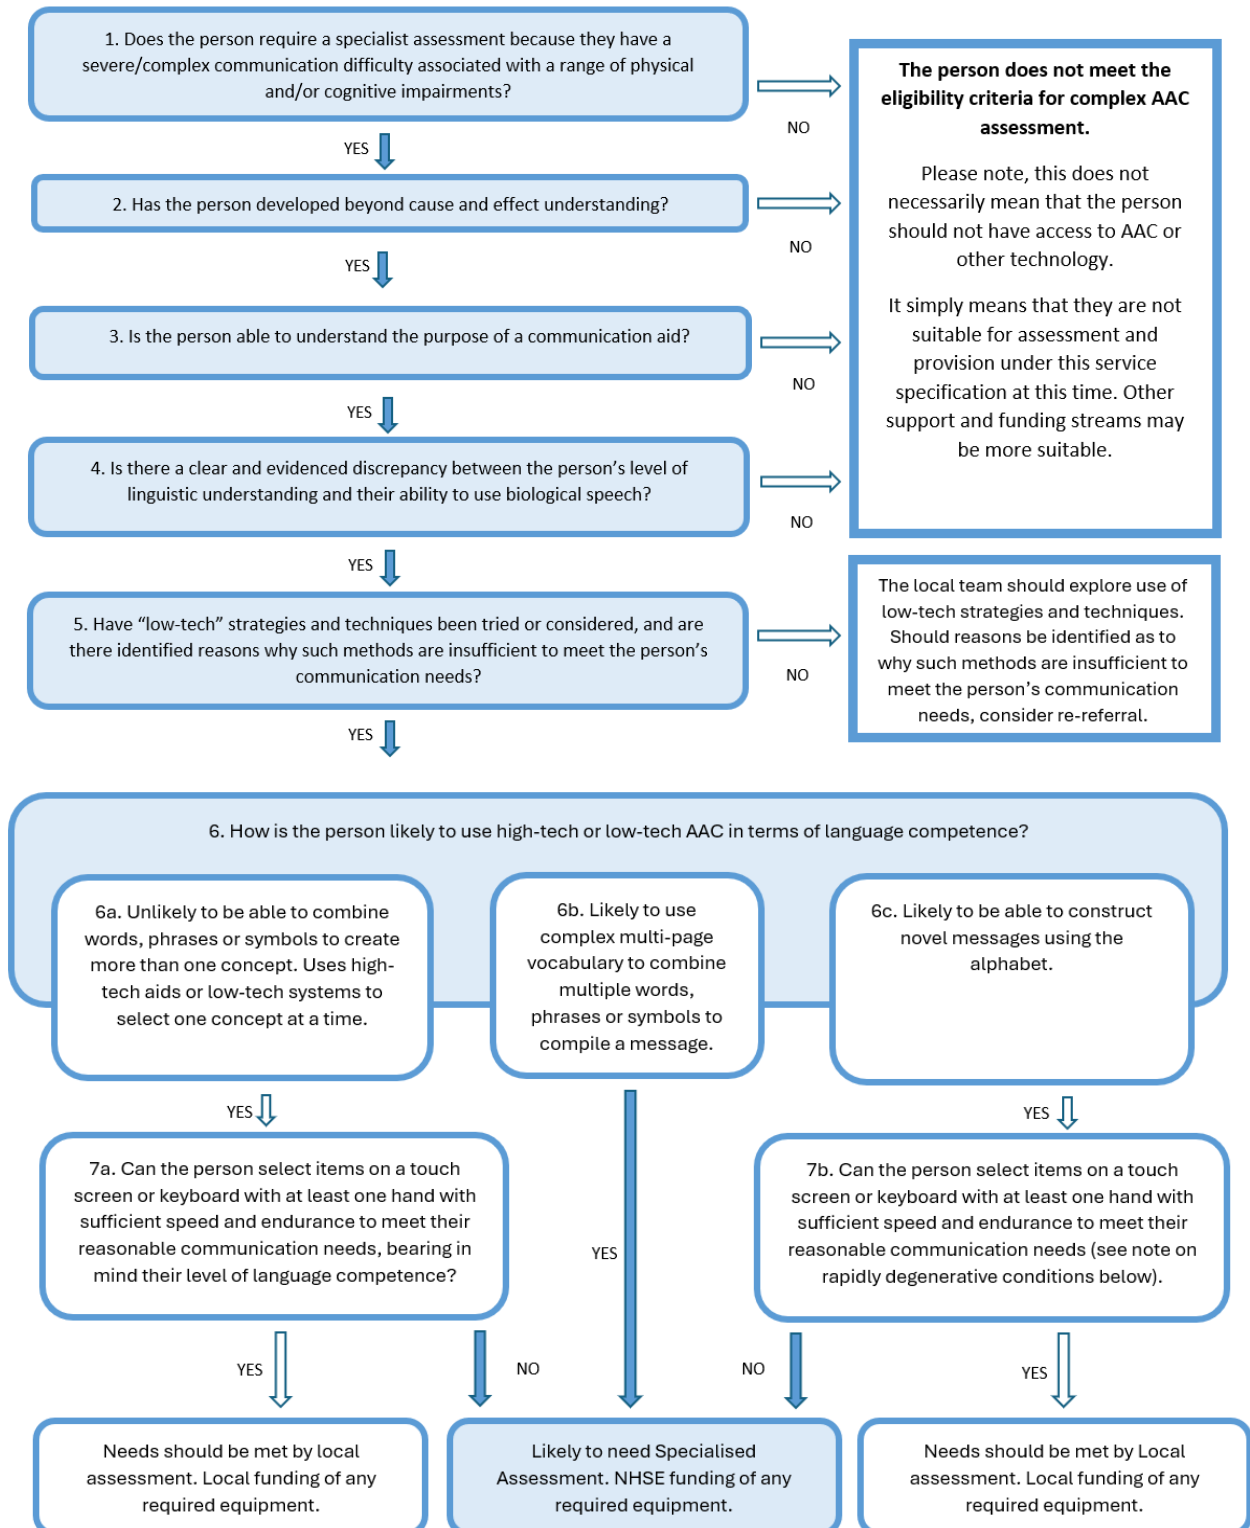 1. Does the person require a specialist assessment because they have a
severe/complex communication difficulty associated with a range of physical
and/or cognitive impairments?
NO
YES
The person does not meet the
eligibility criteria for complex AAC
assessment.
Please note, this does not
necessarily mean that the person
should not have access to AAC or
other technology.
It simply means that they are not
suitable for assessment and
provision under this service
specification at this time. Other
support and funding streams may
be more suitable.
2. Has the person developed beyond cause and effect understanding?
NO
YES
3. Is the person able to understand the purpose of a communication aid?
NO
YES
4. Is there a clear and evidenced discrepancy between the person’s level of
linguistic understanding and their ability to use biological speech?
NO
YES
5. Have “low-tech” strategies and techniques been tried or considered, and are
there identified reasons why such methods are insufficient to meet the person’s
communication needs?
NO
YES
The local team should explore use of
low-tech strategies and techniques.
Should reasons be identified as to
why such methods are insufficient to
meet the person’s communication
needs, consider re-referral.
6. How is the person likely to use high-tech or low-tech AAC in terms of language competence?
6a. Unlikely to be able to combine
words, phrases or symbols to create
more than one concept. Uses high-
tech aids or low-tech systems to
select one concept at a time.
6b. Likely to use
complex multi-page
vocabulary to combine
multiple words,
phrases or symbols to
compile a message.
6c. Likely to be able to construct
novel messages using the
alphabet.
YES
YES
7a. Can the person select items on a touch
screen or keyboard with at least one hand with
sufficient speed and endurance to meet their
reasonable communication needs, bearing in
mind their level of language competence?
YES
7b. Can the person select items on a touch
screen or keyboard with at least one hand with
sufficient speed and endurance to meet their
reasonable communication needs (see note on
rapidly degenerative conditions below).
YES
NO
NO
YES
Needs should be met by local
assessment. Local funding of any
required equipment.
Likely to need Specialised
Assessment. NHSE funding of any
required equipment.
Needs should be met by Local
assessment. Local funding of any
required equipment.